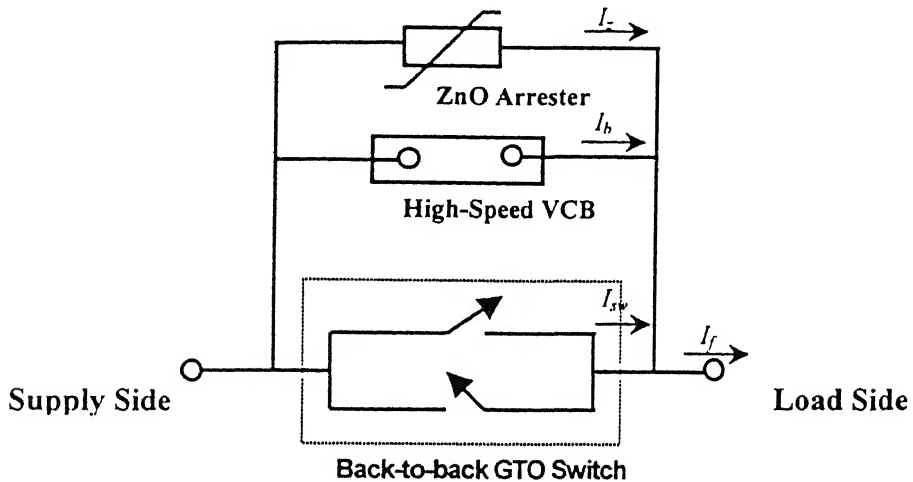 I_z
ZnO Arrester
I_b
High-Speed VCB
I_sw
I_f
Supply Side
Load Side
Back-to-back GTO Switch